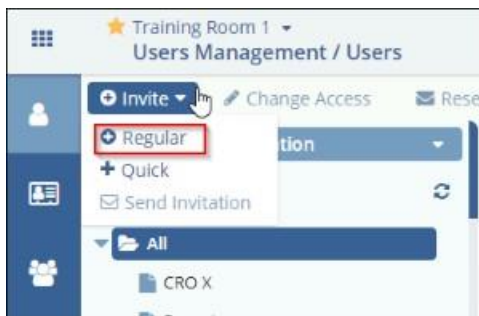 Training Room 1
Users Management / Users
Invite Change Access Rese
Regular
tion
Quick
Send Invitation
All
CRO X